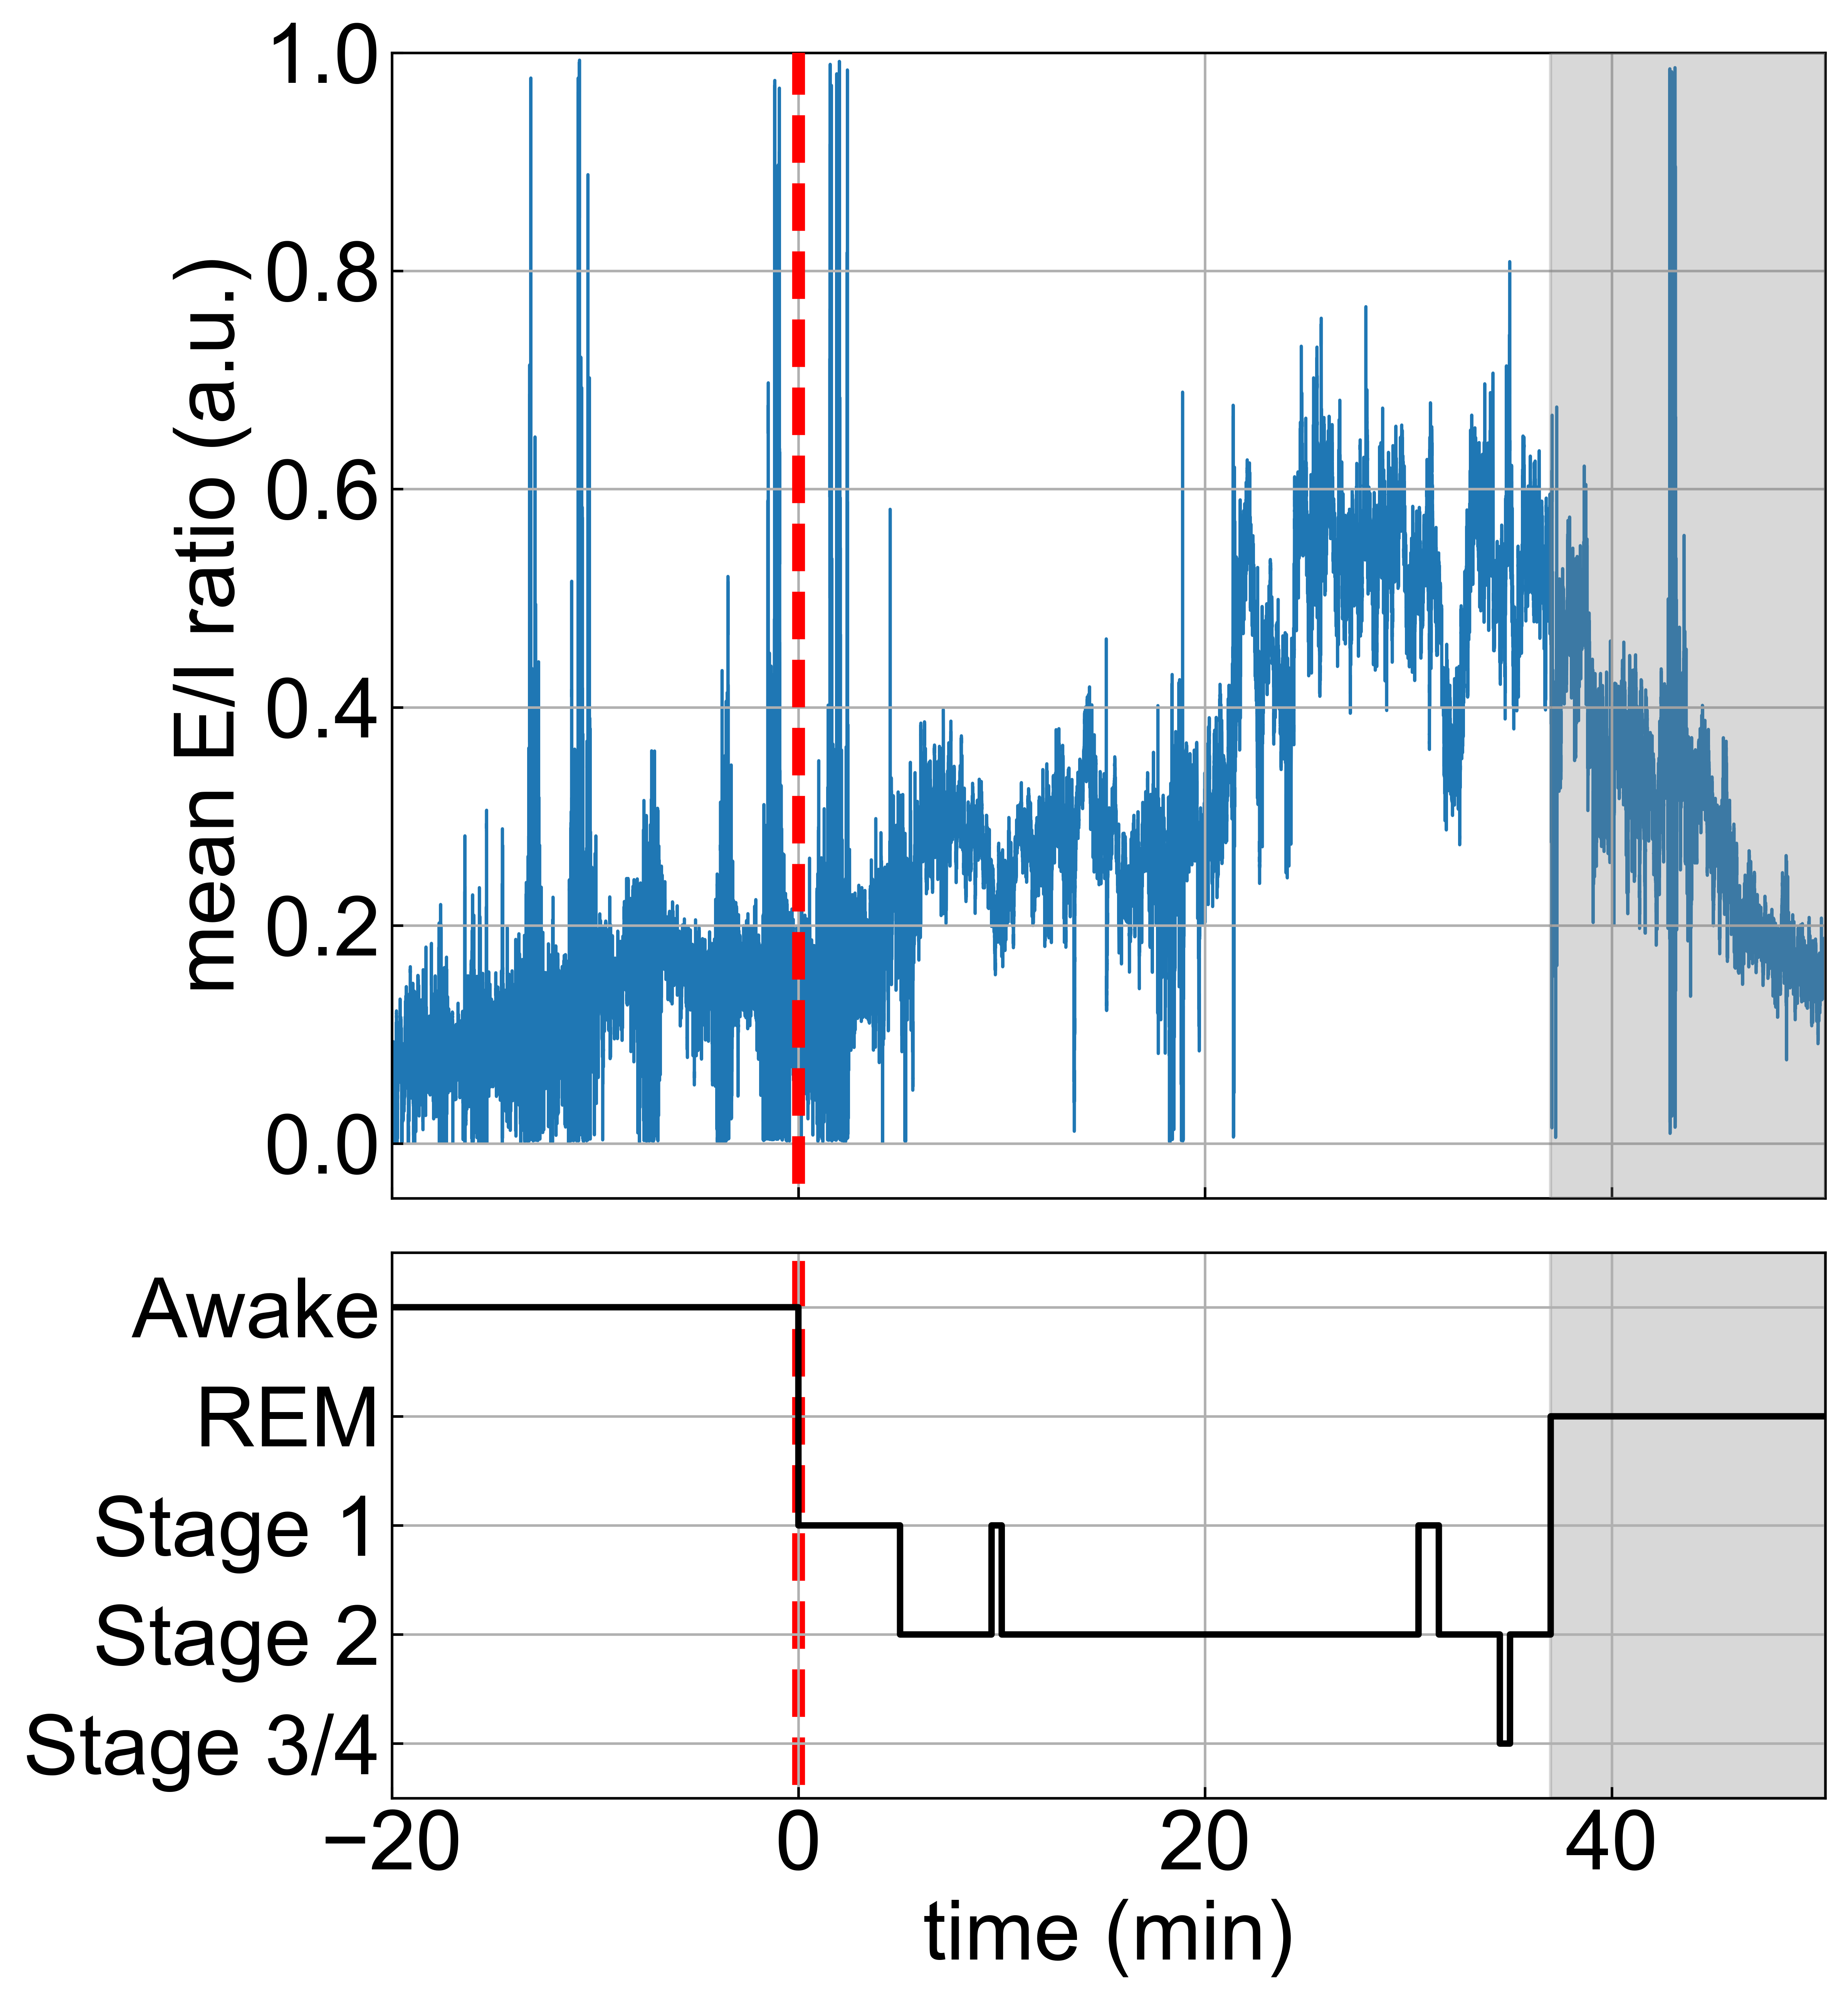 1.0
0.8
0.6
0.4
0.2
0.0
mean E/I ratio (a.u.)
Awake
REM
Stage 1
Stage 2
Stage 3/4
−20 0 20 40
time (min)